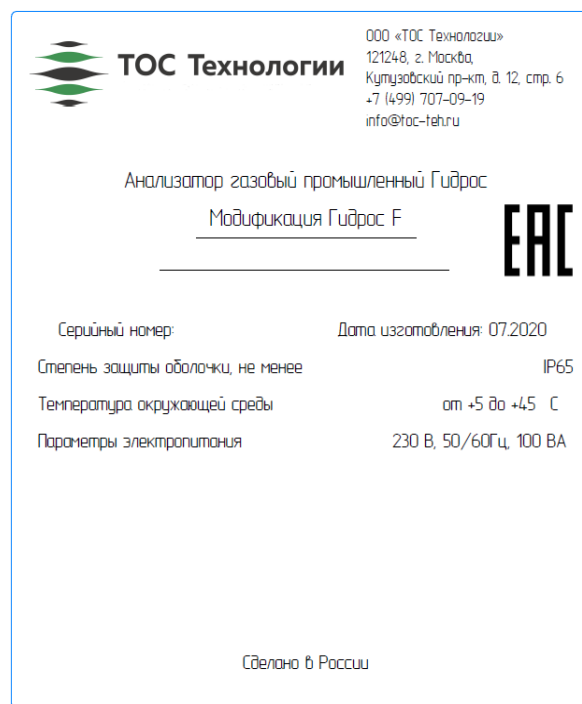 ТОС Технологии
ООО «ТОС Технологии»
121248, г. Москва,
Кутузовский пр-кт, д. 12, стр. 6
+7 (499) 707-09-19
info@toc-teh.ru
Анализатор газовый промышленный Гидрос
Модификация Гидрос F
EAC
Серийный номер: Дата изготовления: 07.2020
Степень защиты оболочки, не менее IP65
Температура окружающей среды от +5 до +45 С
Параметры электропитания 230 В, 50/60Гц, 100 ВА
Сделано в России